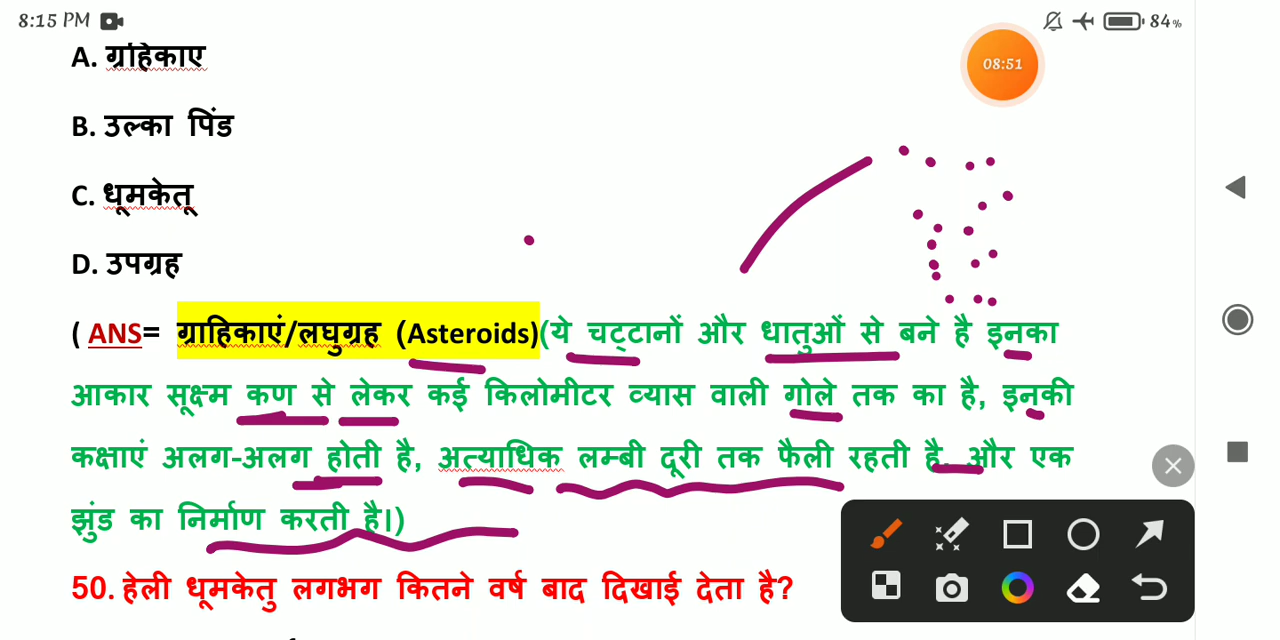 8:15 PM
84%
08:51
A. ग्रहिकाए
B. उल्का पिंड
C. धूमकेतू
D. उपग्रह
( ANS= ग्राहिकाएं/लघुग्रह (Asteroids)(ये चट्टानों और धातुओं से बने है इनका
आकार सूक्ष्म कण से लेकर कई किलोमीटर व्यास वाली गोले तक का है, इनकी
कक्षाएं अलग-अलग होती है, अत्याधिक लम्बी दूरी तक फैली रहती है, और एक
झुंड का निर्माण करती है।)
50. हेली धूमकेतु लगभग कितने वर्ष बाद दिखाई देता है?